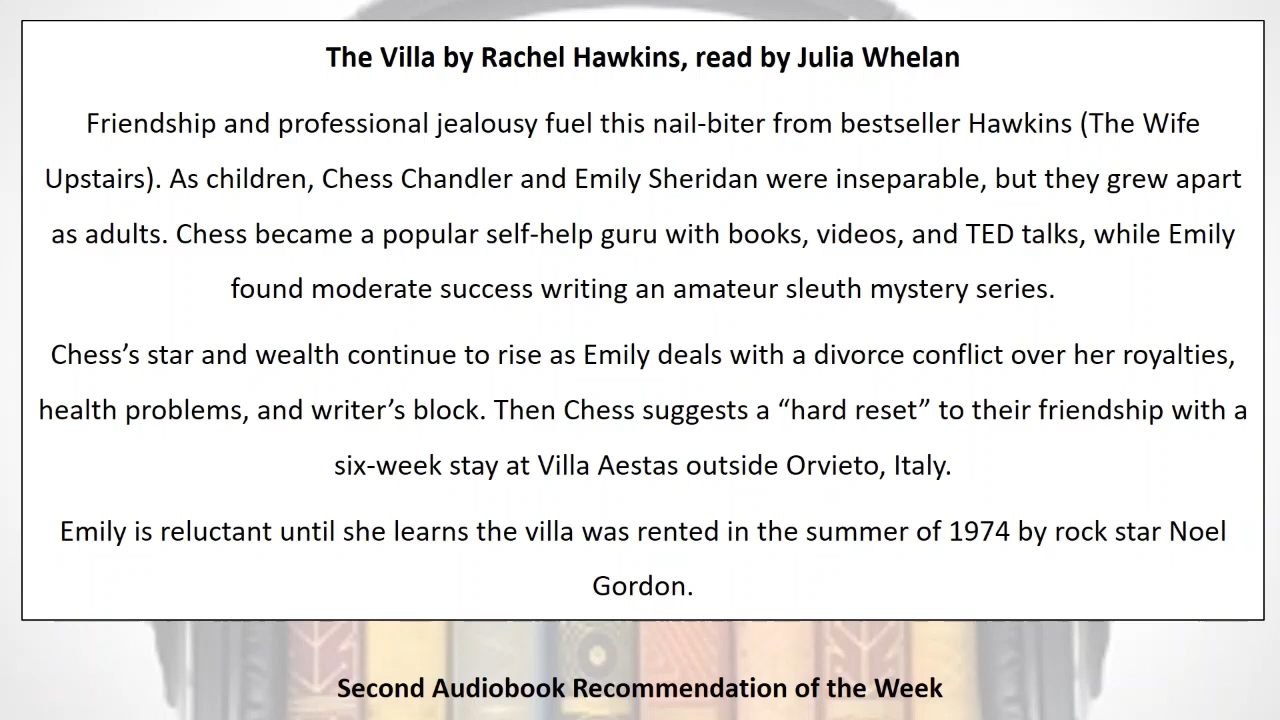 The Villa by Rachel Hawkins, read by Julia Whelan
Friendship and professional jealousy fuel this nail-biter from bestseller Hawkins (The Wife
Upstairs). As children, Chess Chandler and Emily Sheridan were inseparable, but they grew apart
as adults. Chess became a popular self-help guru with books, videos, and TED talks, while Emily
found moderate success writing an amateur sleuth mystery series.
Chess’s star and wealth continue to rise as Emily deals with a divorce conflict over her royalties,
health problems, and writer’s block. Then Chess suggests a “hard reset” to their friendship with a
six-week stay at Villa Aestas outside Orvieto, Italy.
Emily is reluctant until she learns the villa was rented in the summer of 1974 by rock star Noel
Gordon.
Second Audiobook Recommendation of the Week